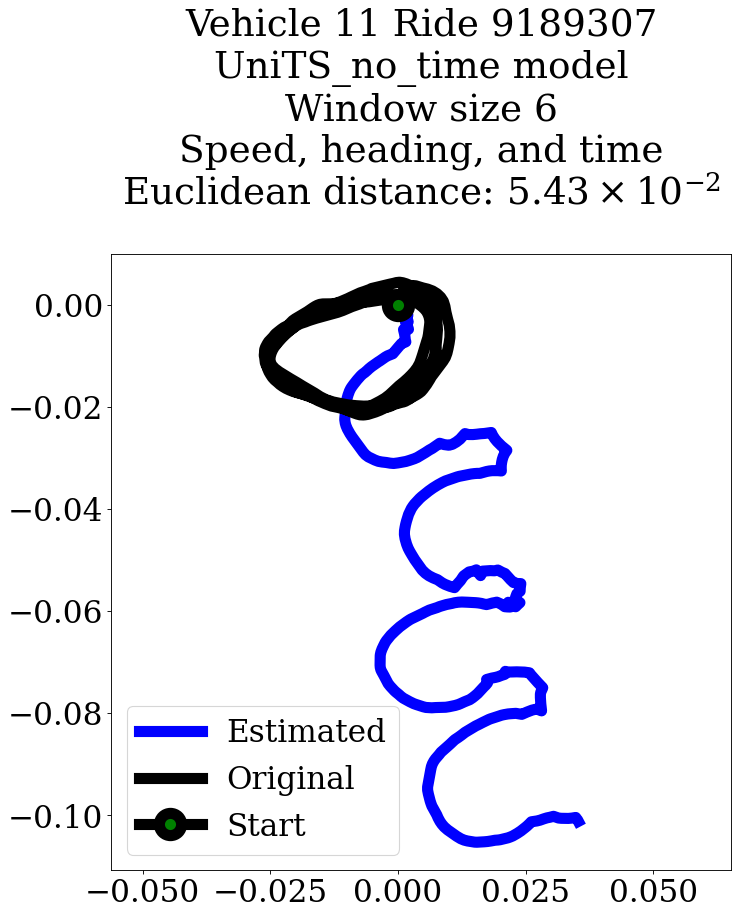 Vehicle 11 Ride 9189307
UniTS_no_time model
Window size 6
Speed, heading, and time
Euclidean distance: 5.43 × 10⁻²
0.00
−0.02
−0.04
−0.06
−0.08
−0.10
Estimated
Original
Start
−0.050 −0.025 0.000 0.025 0.050